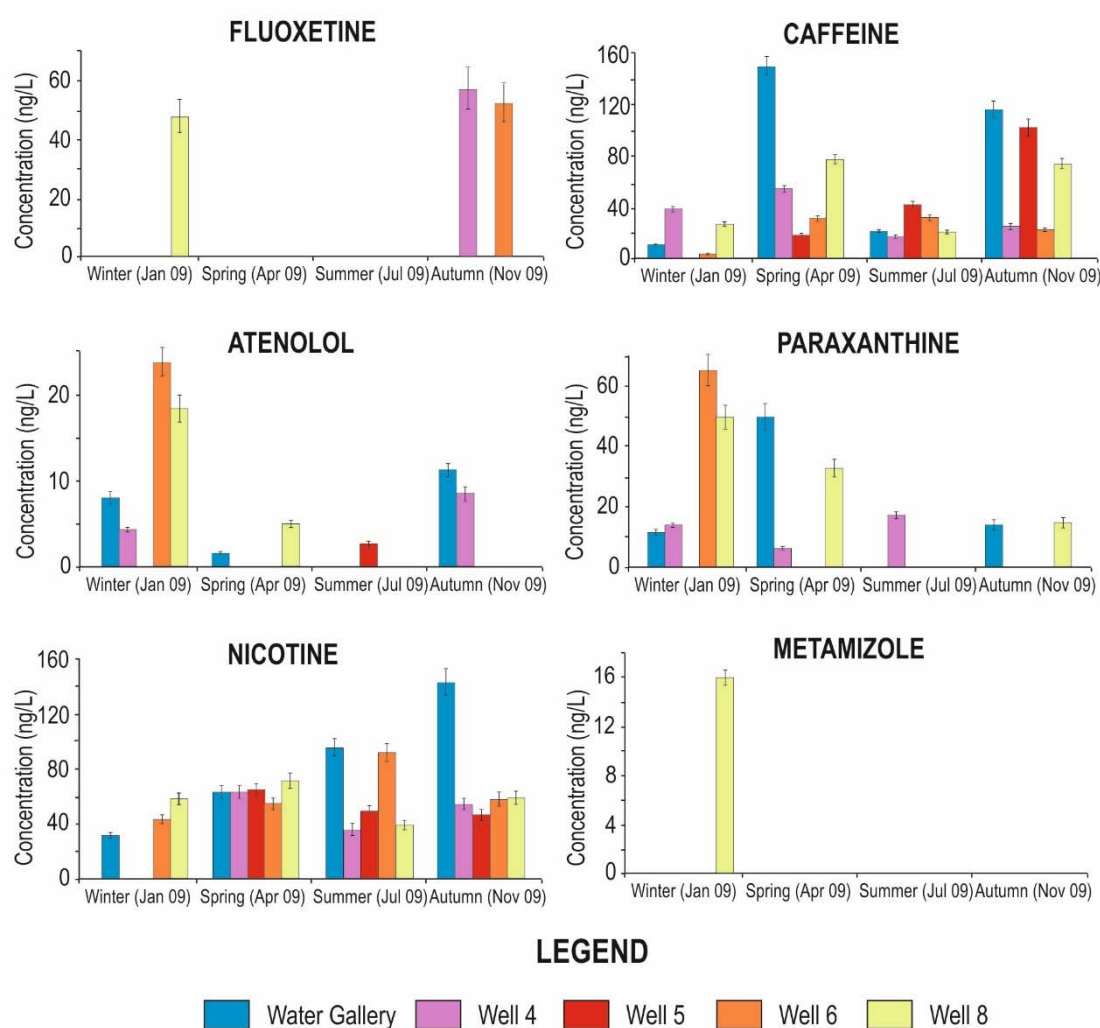 FLUOXETINE
Concentration (ng/L)
60
40
20
0
Winter (Jan 09) Spring (Apr 09) Summer (Jul 09) Autumn (Nov 09)
CAFFEINE
Concentration (ng/L)
160
120
80
40
0
Winter (Jan 09) Spring (Apr 09) Summer (Jul 09) Autumn (Nov 09)
ATENOLOL
Concentration (ng/L)
20
10
0
Winter (Jan 09) Spring (Apr 09) Summer (Jul 09) Autumn (Nov 09)
PARAXANTHINE
Concentration (ng/L)
60
40
20
0
Winter (Jan 09) Spring (Apr 09) Summer (Jul 09) Autumn (Nov 09)
NICOTINE
Concentration (ng/L)
160
120
80
40
0
Winter (Jan 09) Spring (Apr 09) Summer (Jul 09) Autumn (Nov 09)
METAMIZOLE
Concentration (ng/L)
16
12
8
4
0
Winter (Jan 09) Spring (Apr 09) Summer (Jul 09) Autumn (Nov 09)
LEGEND
Water Gallery Well 4 Well 5 Well 6 Well 8